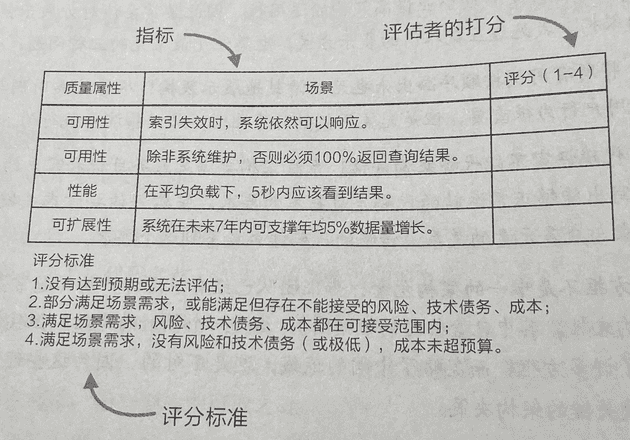 指标
评估者的打分
质量属性 场景 评分（1-4）
可用性 索引失效时，系统依然可以响应。
可用性 除非系统维护，否则必须100%返回查询结果。
性能 在平均负载下，5秒内应该看到结果。
可扩展性 系统在未来7年内可支撑年均5%数据量增长。
评分标准
1.没有达到预期或无法评估；
2.部分满足场景需求，或能满足但存在不能接受的风险、技术债务、成本；
3.满足场景需求，风险、技术债务、成本都在可接受范围内；
4.满足场景需求，没有风险和技术债务（或极低），成本未超预算。
评分标准